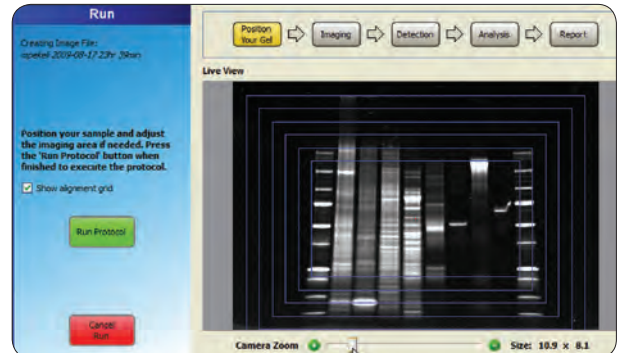 Run
Creating Image File:
2009-08-17 23hr 39min
Position your sample and adjust
the imaging area if needed. Press
the 'Run Protocol' button when
finished to execute the protocol.
Show alignment grid
Run Protocol
Cancel
Run
Position
Your Gel
Imaging
Detection
Analysis
Report
Live View
Camera Zoom
Size: 10.9 x 8.1